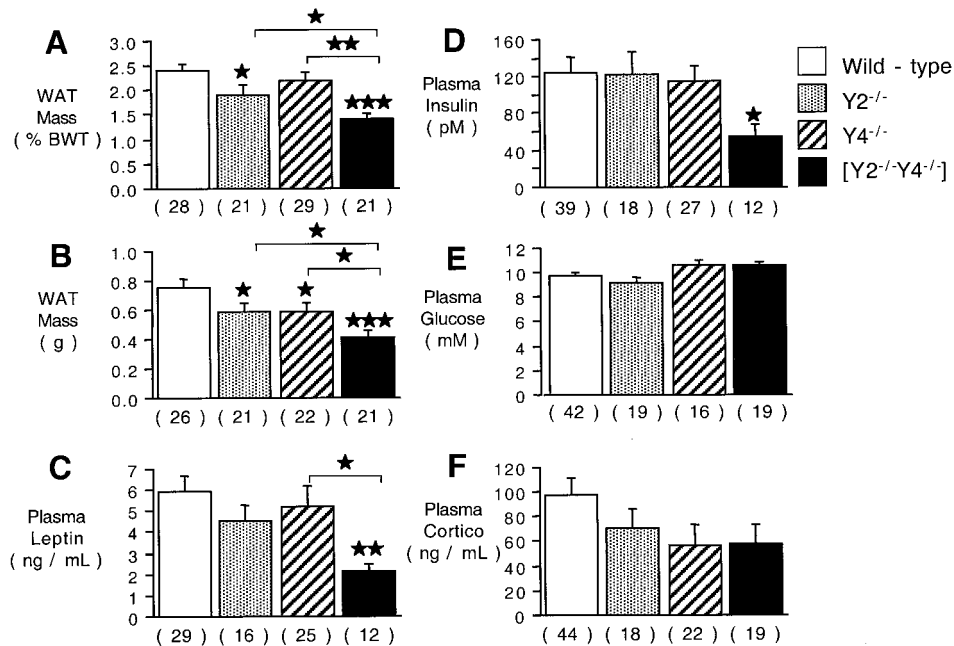 A
WAT
Mass
( % BWT)
3.0
2.5
2.0
1.5
1.0
0.5
0.0
★
★★
★
★★★
( 28 ) ( 21 ) ( 29 ) ( 21 )
B
WAT
Mass
( g )
1.0
0.8
0.6
0.4
0.2
0.0
★
★
★ ★
★★★
( 26 ) ( 21 ) ( 22 ) ( 21 )
C
Plasma
Leptin
( ng / mL)
7
6
5
4
3
2
1
0
★
★★
( 29 ) ( 16 ) ( 25 ) ( 12 )
D
Plasma
Insulin
( pM )
160
120
80
40
0
★
( 39 ) ( 18 ) ( 27 ) ( 12 )
Wild - type
Y2-/-
Y4-/-
[Y2-/-Y4-/-]
E
Plasma
Glucose
( mM )
12
10
8
6
4
2
0
( 42 ) ( 19 ) ( 16 ) ( 19 )
F
Plasma
Cortico
( ng / mL )
120
100
80
60
40
20
0
( 44 ) ( 18 ) ( 22 ) ( 19 )